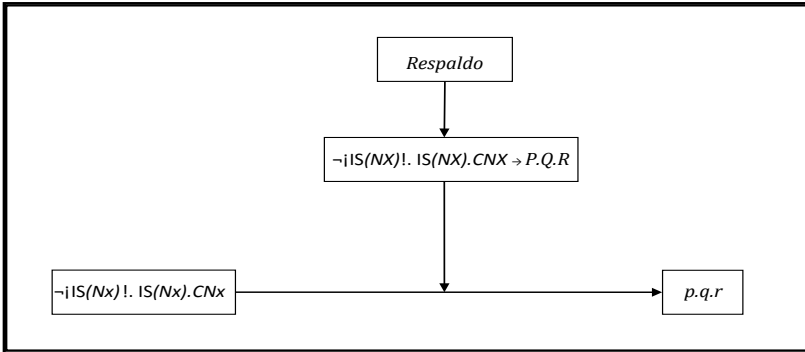 Respaldo
¬¡IS(NX)!. IS(NX).CNX → P.Q.R
¬¡IS(Nx)!. IS(Nx).CNx
p.q.r